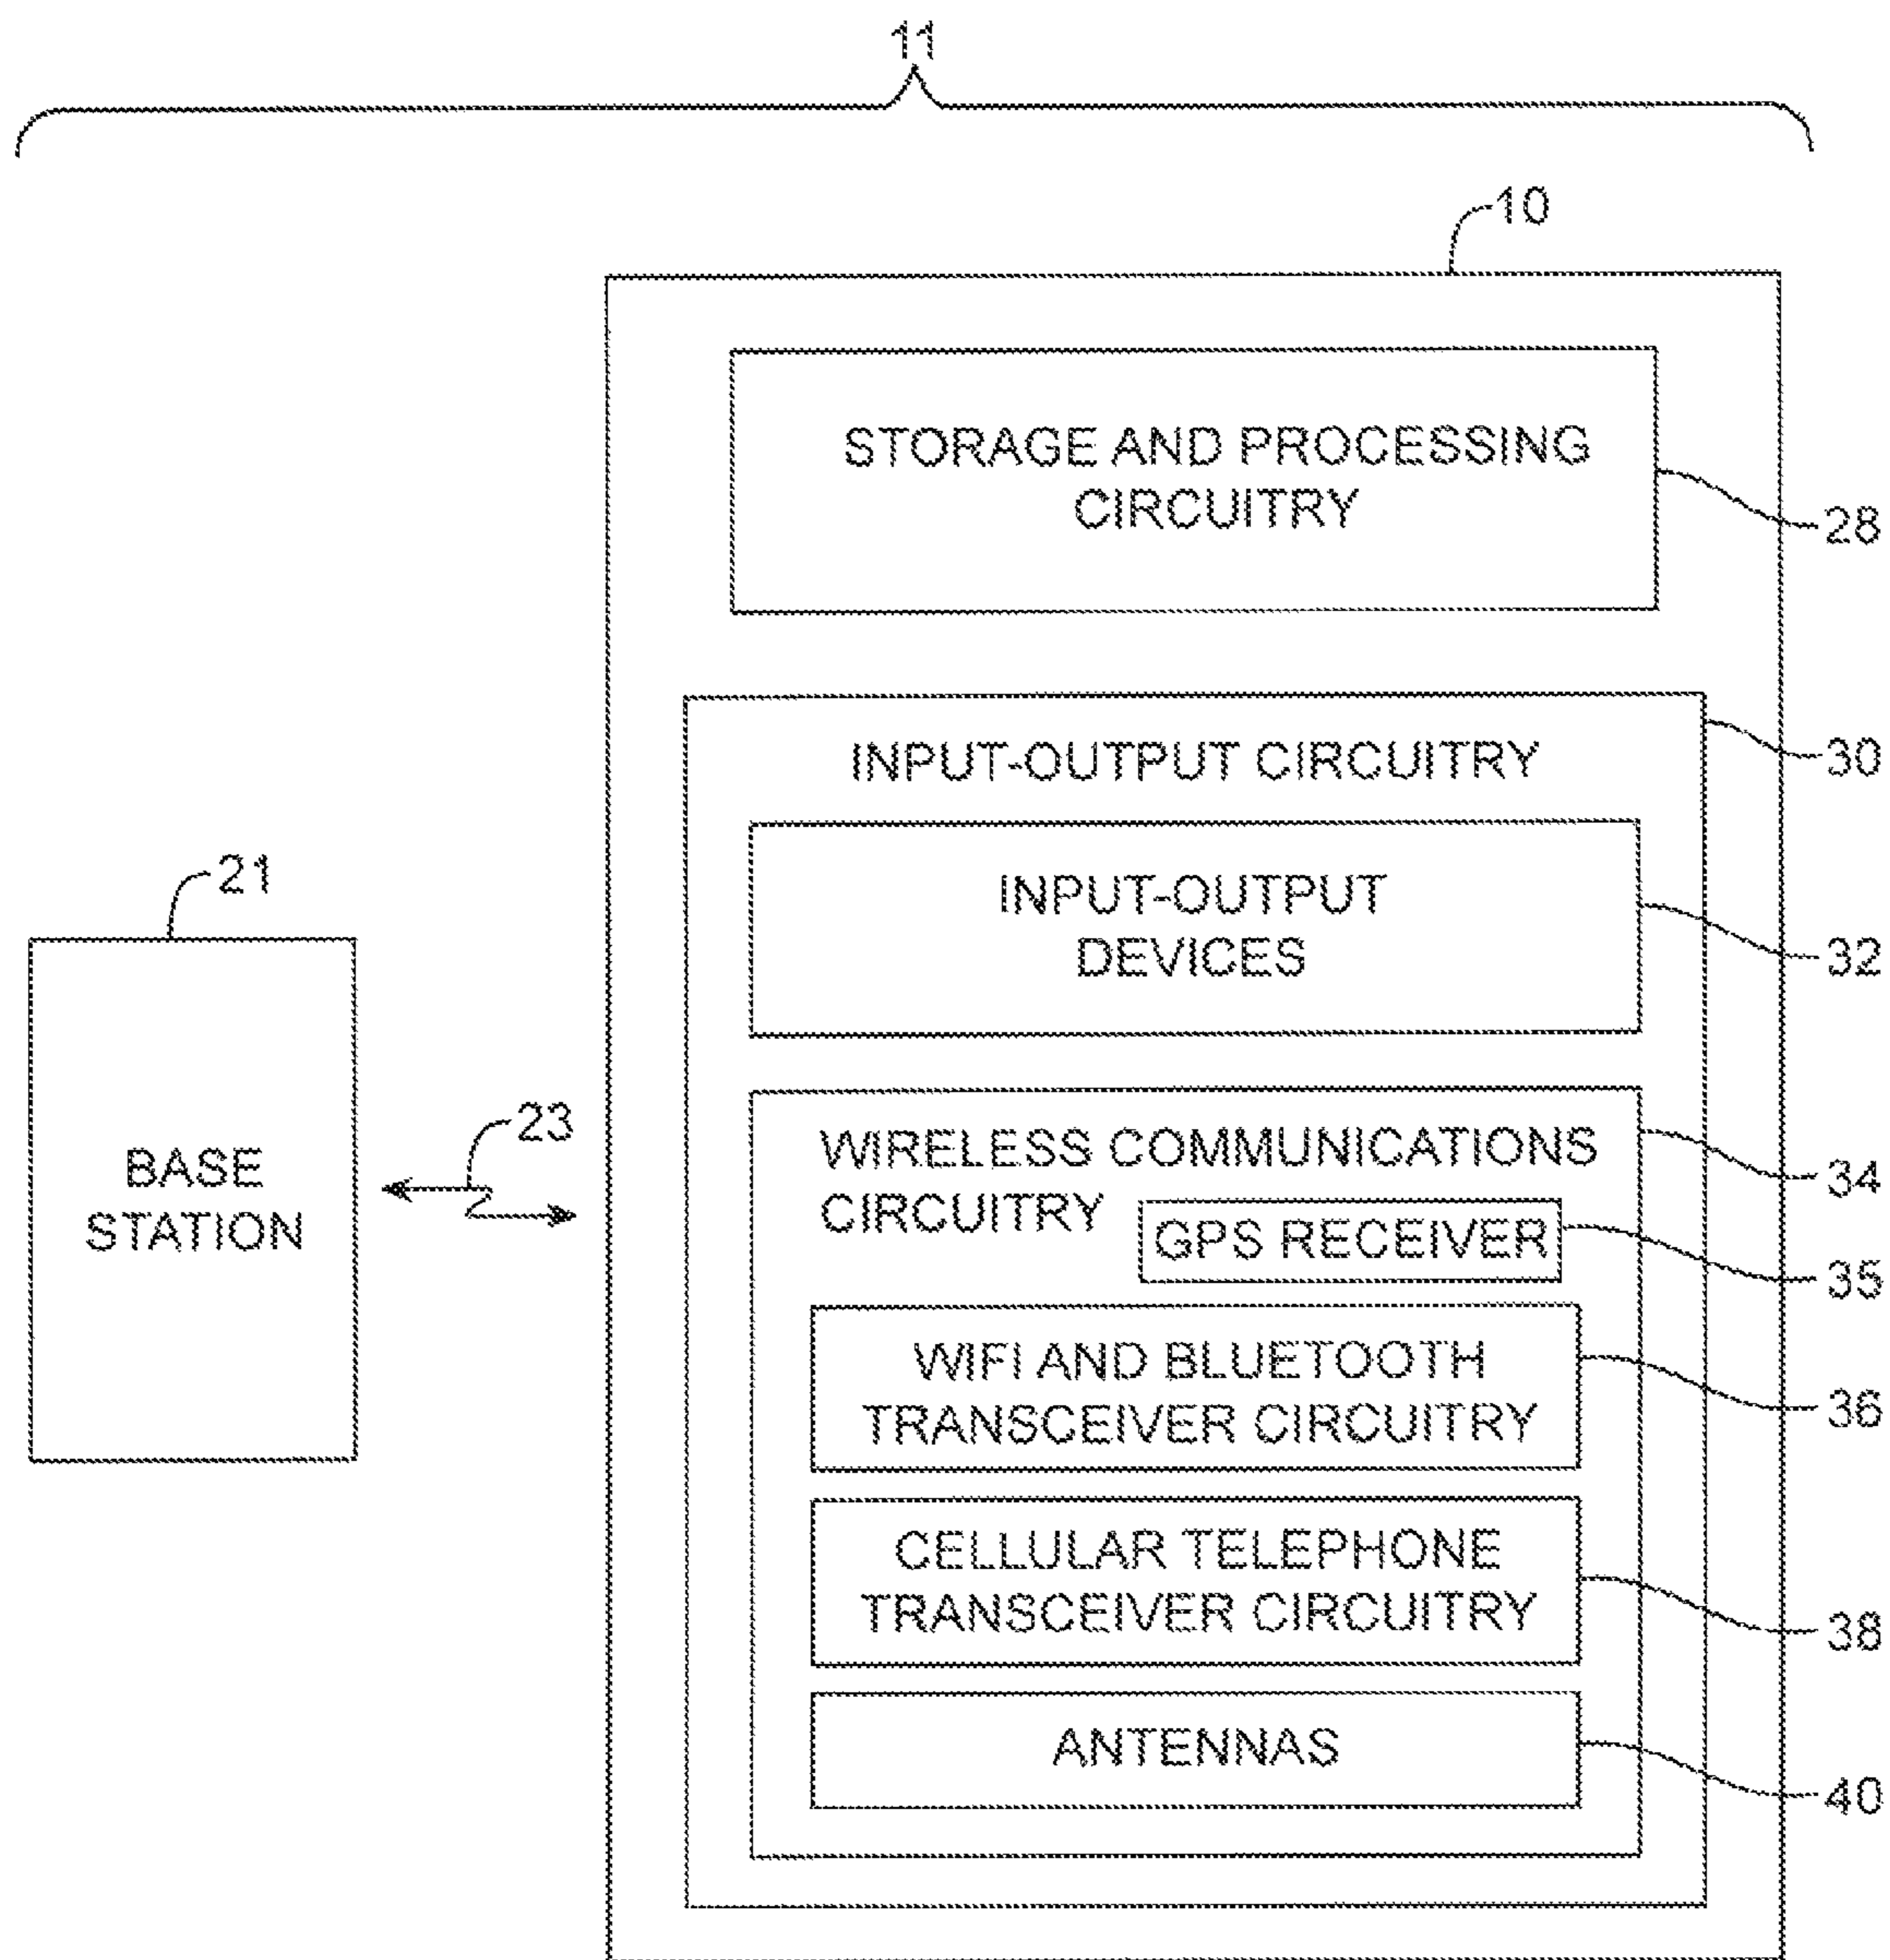 11
10
STORAGE AND PROCESSING
CIRCUITRY
28
INPUT-OUTPUT CIRCUITRY
30
INPUT-OUTPUT
DEVICES
32
21
BASE
STATION
23
WIRELESS COMMUNICATIONS
CIRCUITRY
34
GPS RECEIVER
35
WIFI AND BLUETOOTH
TRANSCEIVER CIRCUITRY
36
CELLULAR TELEPHONE
TRANSCEIVER CIRCUITRY
38
ANTENNAS
40